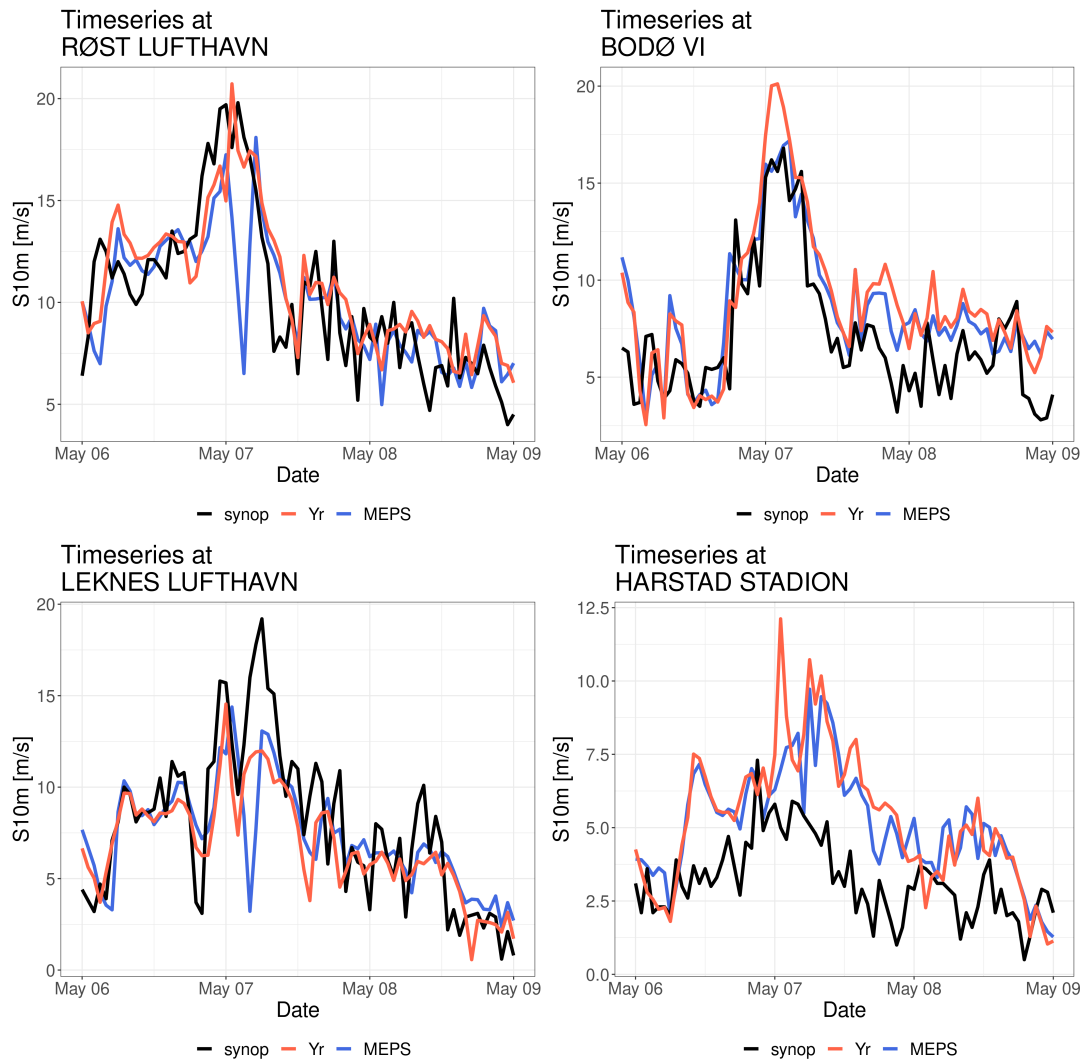 Timeseries at
RØST LUFTHAVN
S10m [m/s]
20
15
10
5
May 06 May 07 May 08 May 09
Date
synop Yr MEPS
Timeseries at
BODØ VI
S10m [m/s]
20
15
10
5
May 06 May 07 May 08 May 09
Date
synop Yr MEPS
Timeseries at
LEKNES LUFTHAVN
S10m [m/s]
20
15
10
5
0
May 06 May 07 May 08 May 09
Date
synop Yr MEPS
Timeseries at
HARSTAD STADION
S10m [m/s]
12.5
10.0
7.5
5.0
2.5
0.0
May 06 May 07 May 08 May 09
Date
synop Yr MEPS